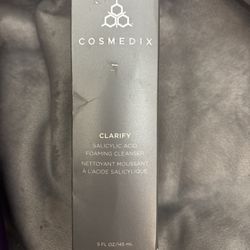 COSMEDIX
CLARIFY
SALICYLIC ACID
FOAMING CLEANSER
NETTOYANT MOUSSANT
À L'ACIDE SALICYLIQUE
5 FL OZ/148 mL